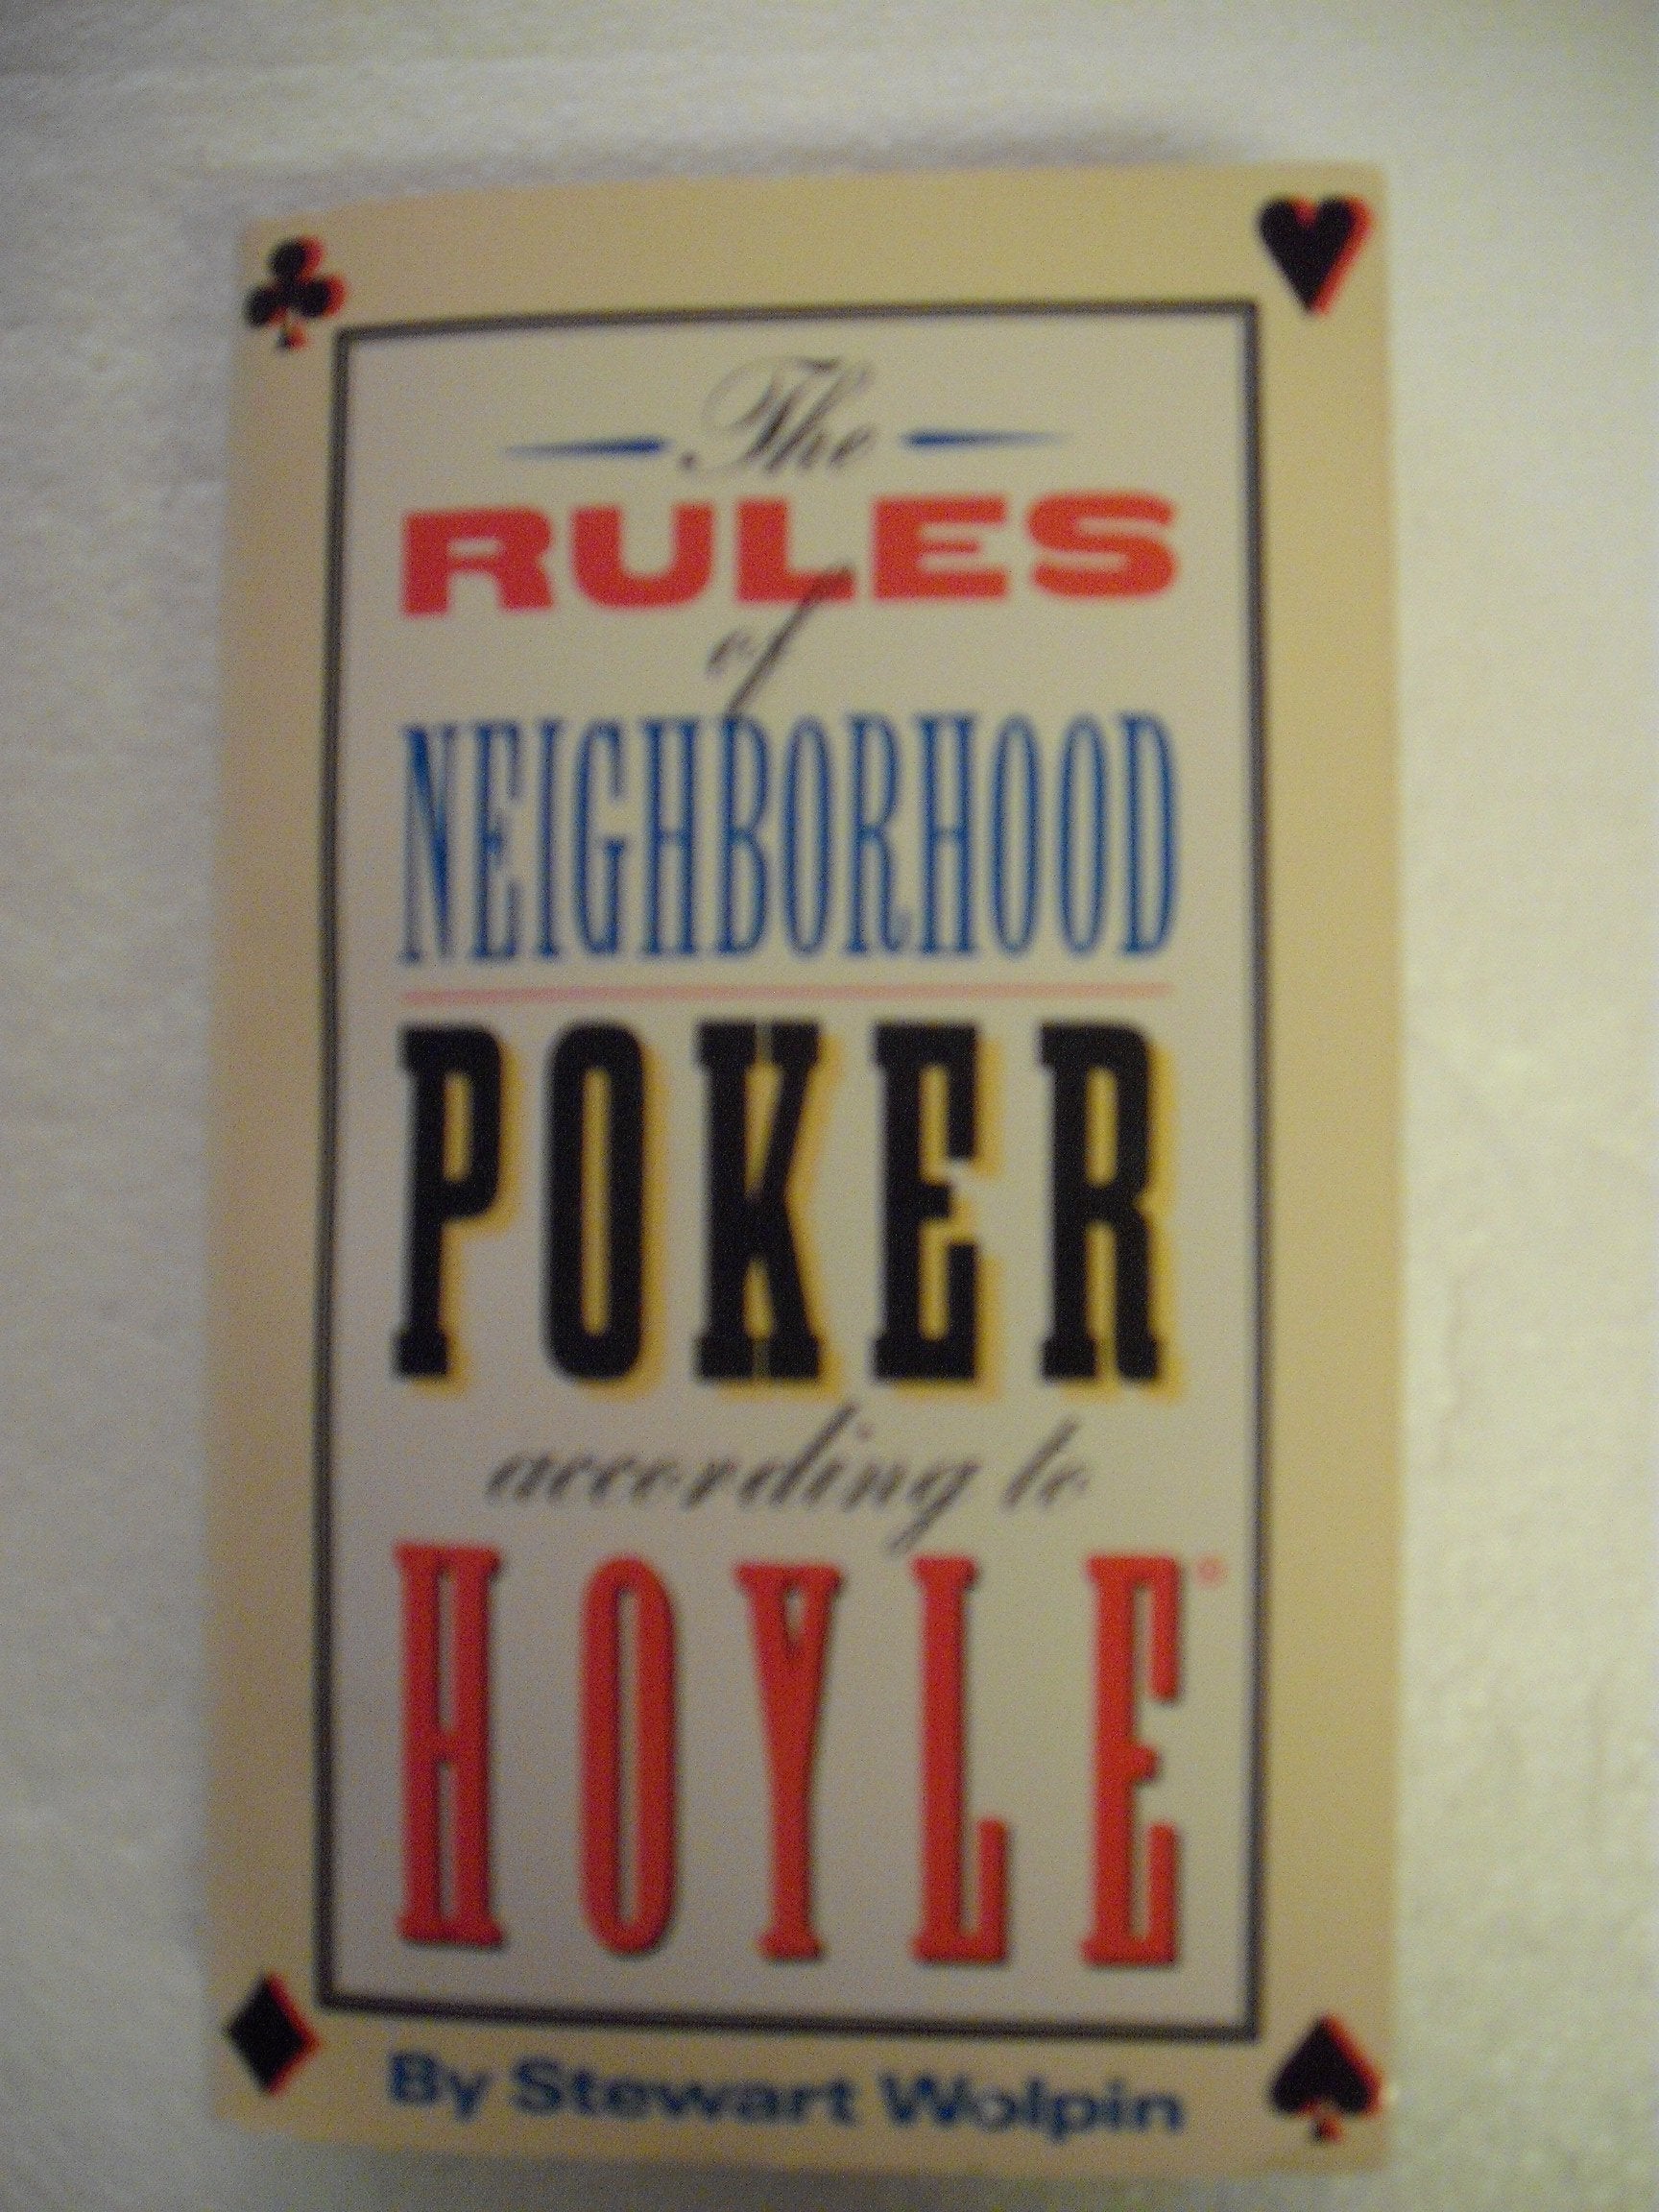 The
RULES
of
NEIGHBORHOOD
POKER
according to
HOYLE®
By Stewart Wolpin